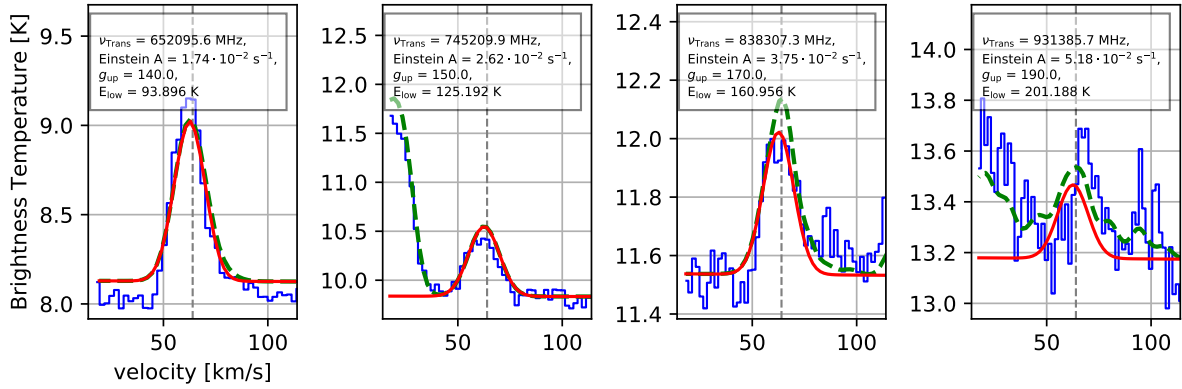 Brightness Temperature [K]
9.5
9.0
8.5
8.0
ν_Trans = 652095.6 MHz,
Einstein A = 1.74 · 10⁻² s⁻¹,
g_up = 140.0,
E_low = 93.896 K
50
100
velocity [km/s]
12.5
12.0
11.5
11.0
10.5
10.0
ν_Trans = 745209.9 MHz,
Einstein A = 2.62 · 10⁻² s⁻¹,
g_up = 150.0,
E_low = 125.192 K
50
100
12.4
12.2
12.0
11.8
11.6
11.4
ν_Trans = 838307.3 MHz,
Einstein A = 3.75 · 10⁻² s⁻¹,
g_up = 170.0,
E_low = 160.956 K
50
100
14.0
13.8
13.6
13.4
13.2
13.0
ν_Trans = 931385.7 MHz,
Einstein A = 5.18 · 10⁻² s⁻¹,
g_up = 190.0,
E_low = 201.188 K
50
100